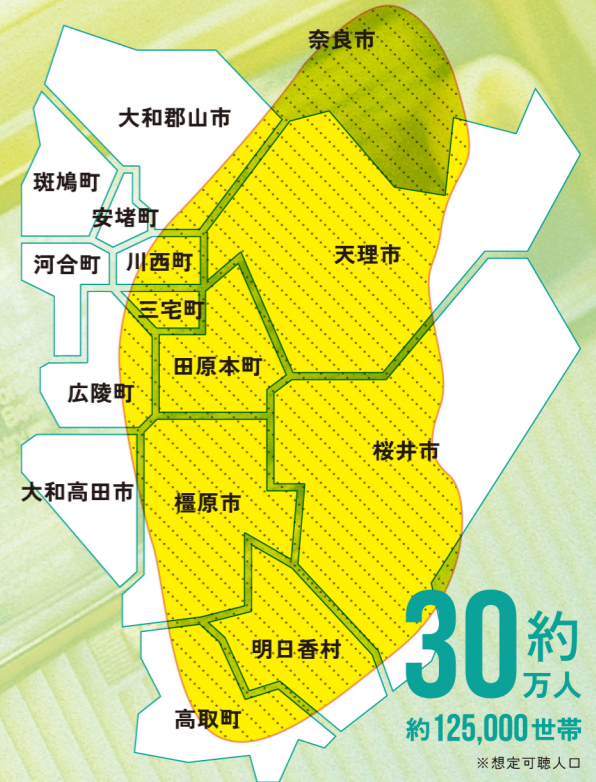 奈良市
大和郡山市
斑鳩町
安堵町
河合町
川西町
天理市
三宅町
田原本町
広陵町
桜井市
大和高田市
橿原市
明日香村
高取町
約30万人
約125,000世帯
※想定可聴人口